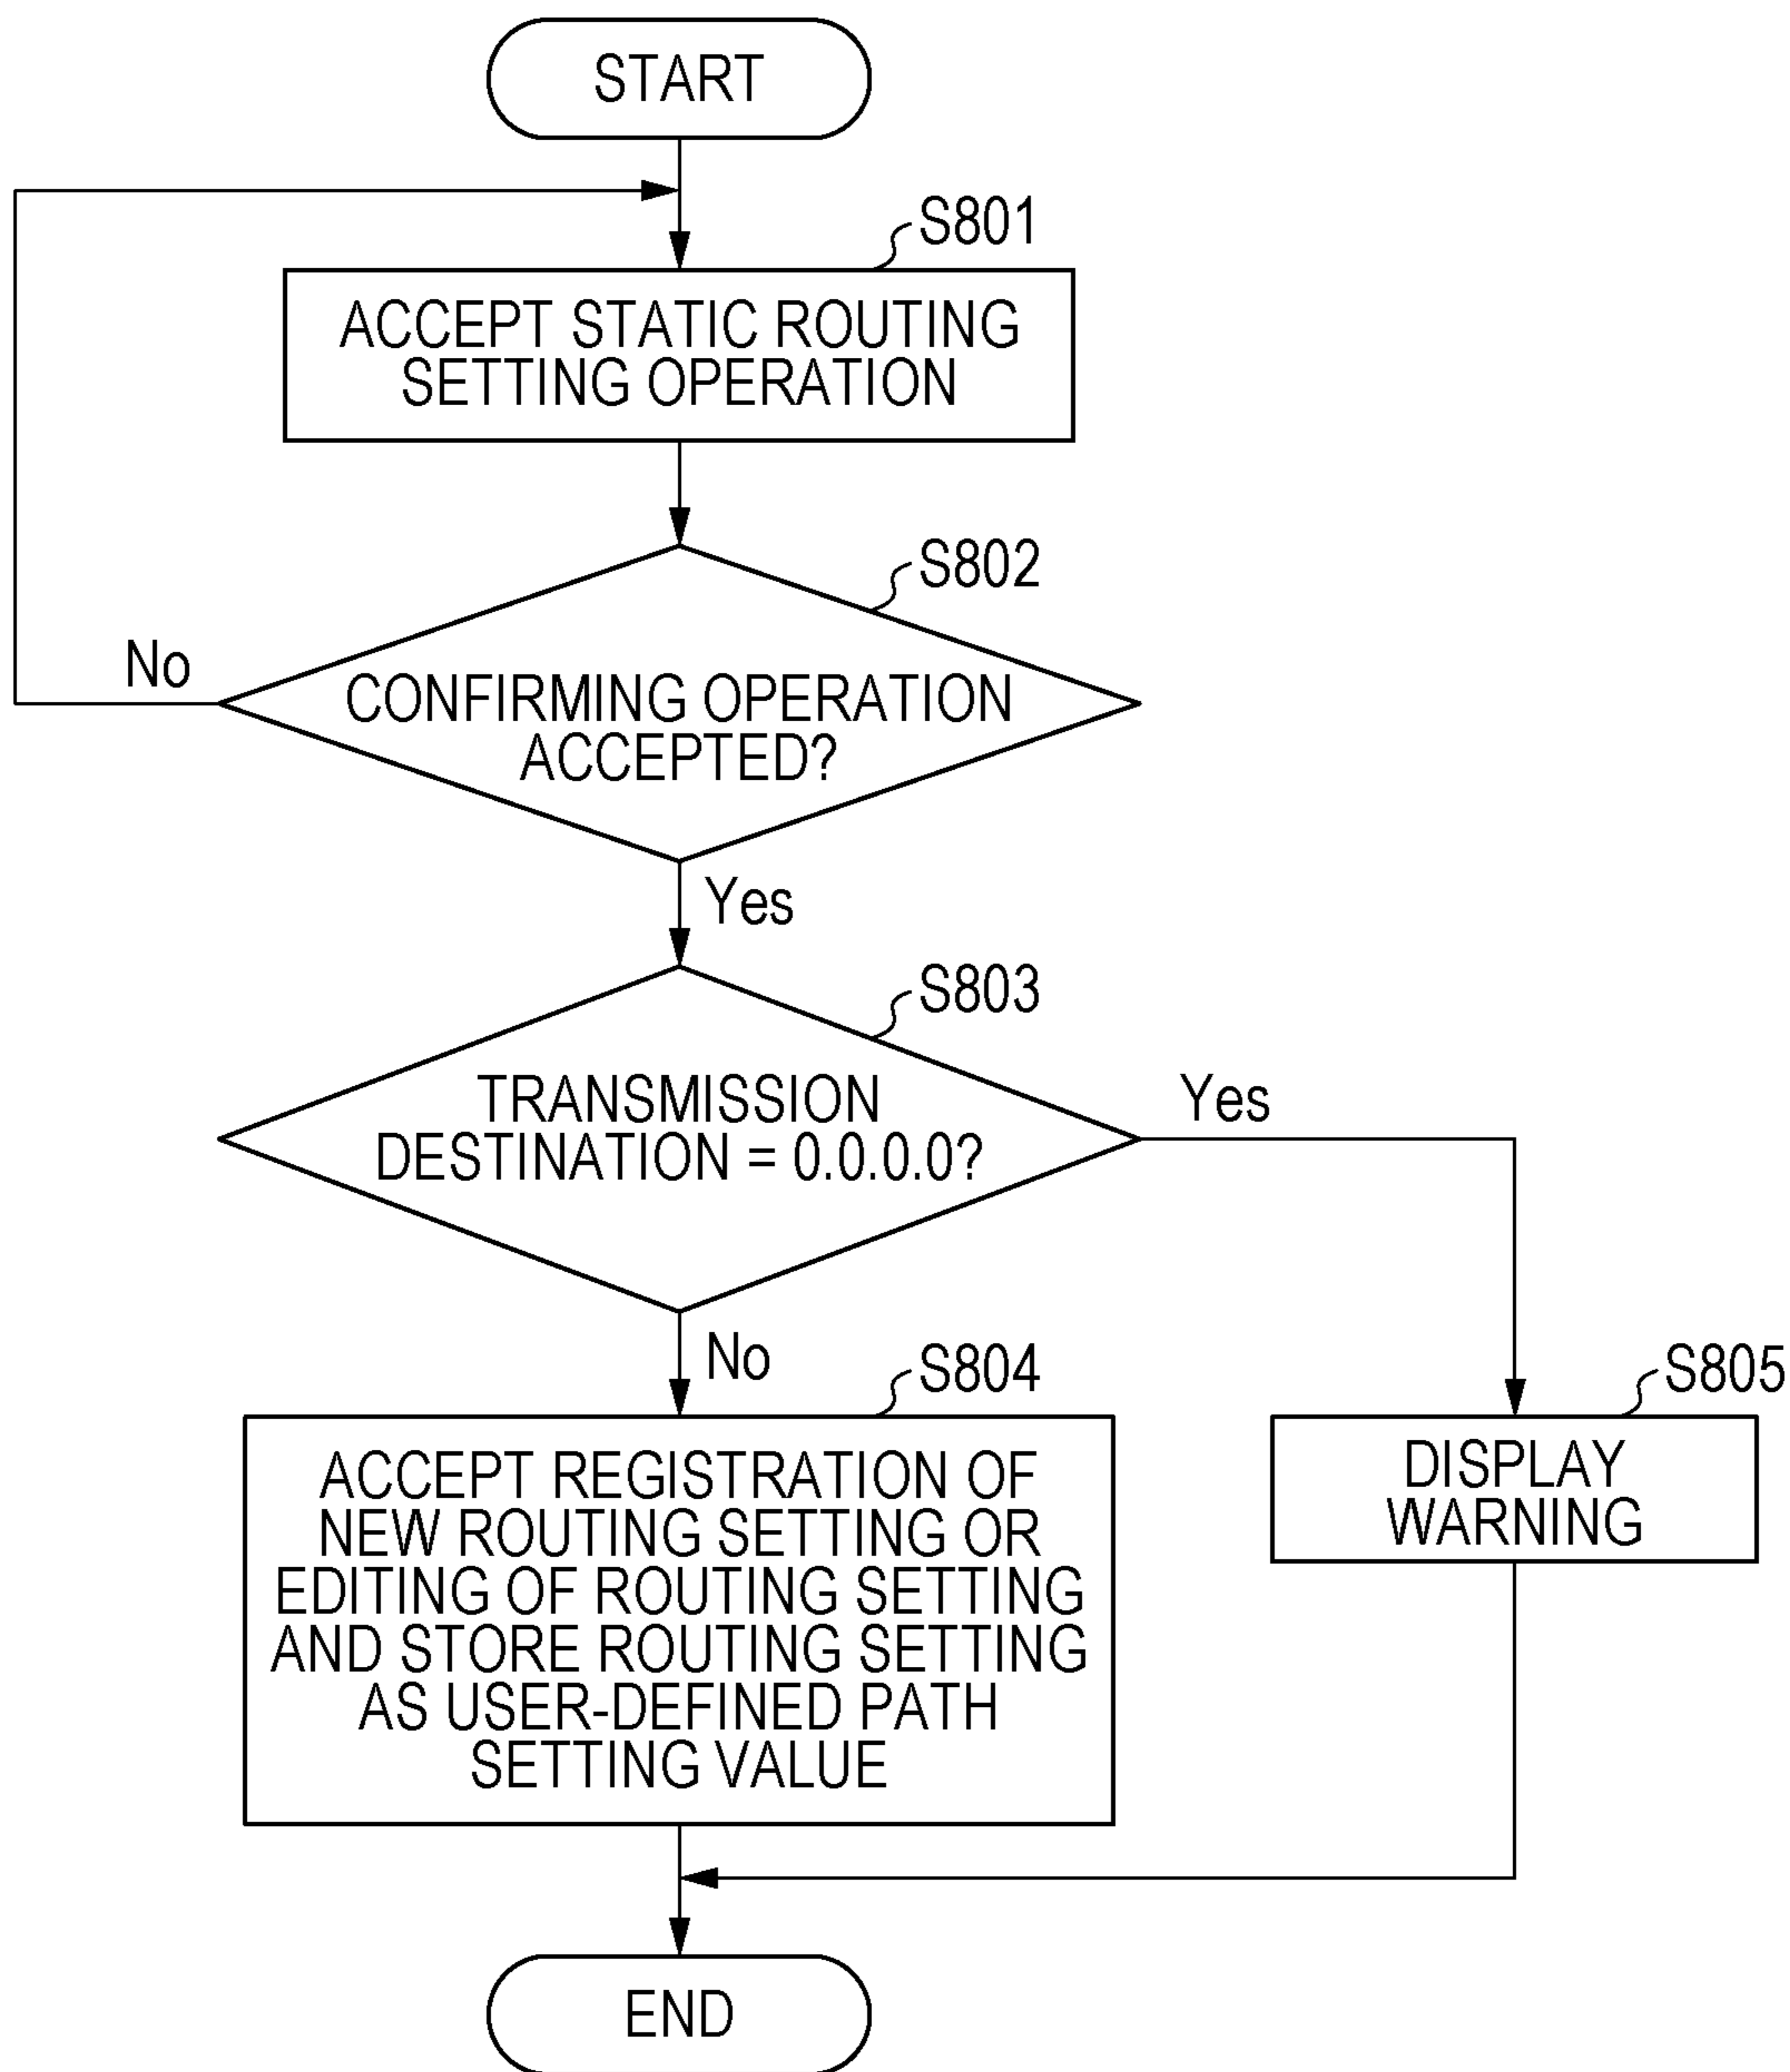 START
S801
ACCEPT STATIC ROUTING
SETTING OPERATION
S802
No
CONFIRMING OPERATION
ACCEPTED?
Yes
S803
TRANSMISSION
DESTINATION = 0.0.0.0?
Yes
No
S804
S805
ACCEPT REGISTRATION OF
NEW ROUTING SETTING OR
EDITING OF ROUTING SETTING
AND STORE ROUTING SETTING
AS USER-DEFINED PATH
SETTING VALUE
DISPLAY
WARNING
END